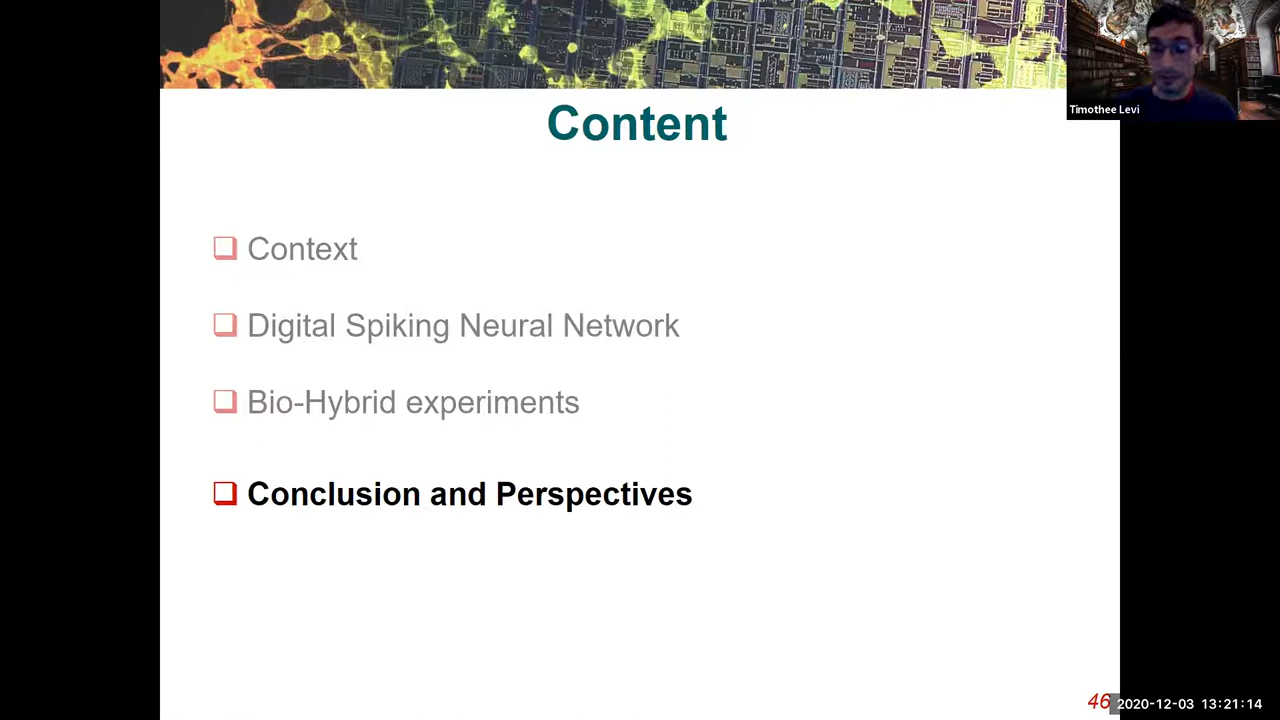 Timothee Levi
Content
Context
Digital Spiking Neural Network
Bio-Hybrid experiments
Conclusion and Perspectives
46
2020-12-03 13:21:14